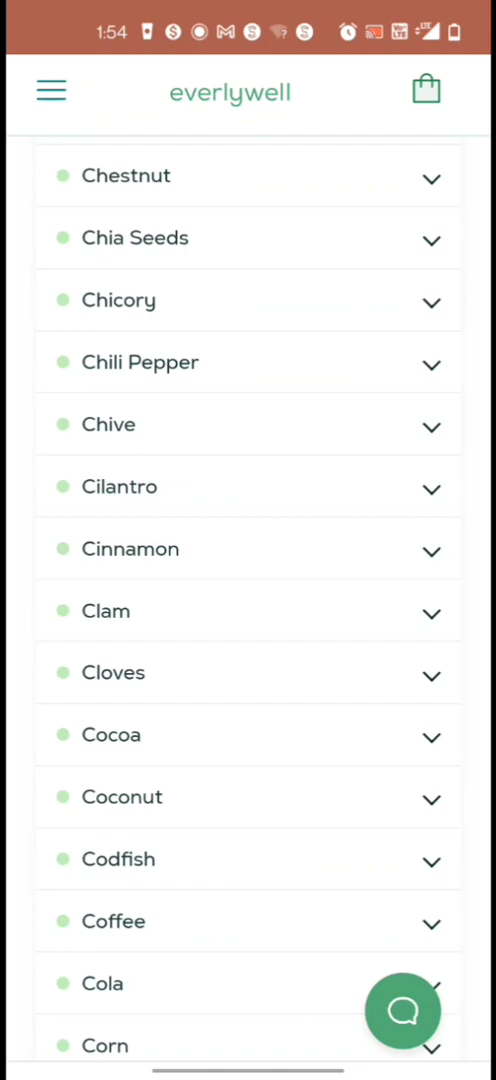 1:54
everlywell
Chestnut
Chia Seeds
Chicory
Chili Pepper
Chive
Cilantro
Cinnamon
Clam
Cloves
Cocoa
Coconut
Codfish
Coffee
Cola
Corn